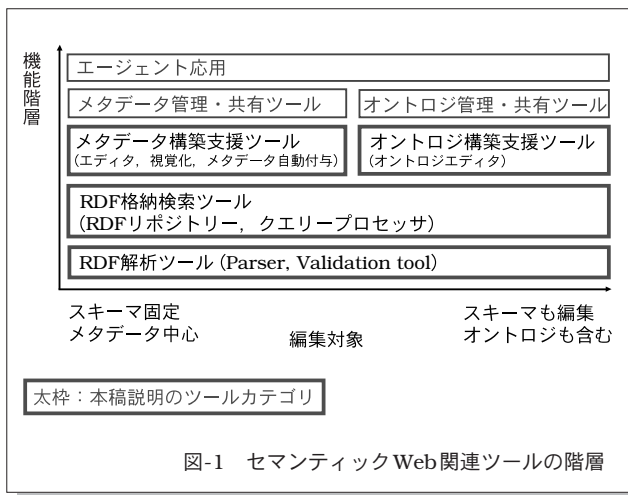 機能階層
エージェント応用
メタデータ管理・共有ツール
オントロジ管理・共有ツール
メタデータ構築支援ツール
(エディタ, 視覚化, メタデータ自動付与)
オントロジ構築支援ツール
(オントロジエディタ)
RDF格納検索ツール
(RDFリポジトリー, クエリープロセッサ)
RDF解析ツール (Parser, Validation tool)
スキーマ固定
メタデータ中心
編集対象
スキーマも編集
オントロジも含む
太枠：本稿説明のツールカテゴリ
図-1　セマンティックWeb関連ツールの階層